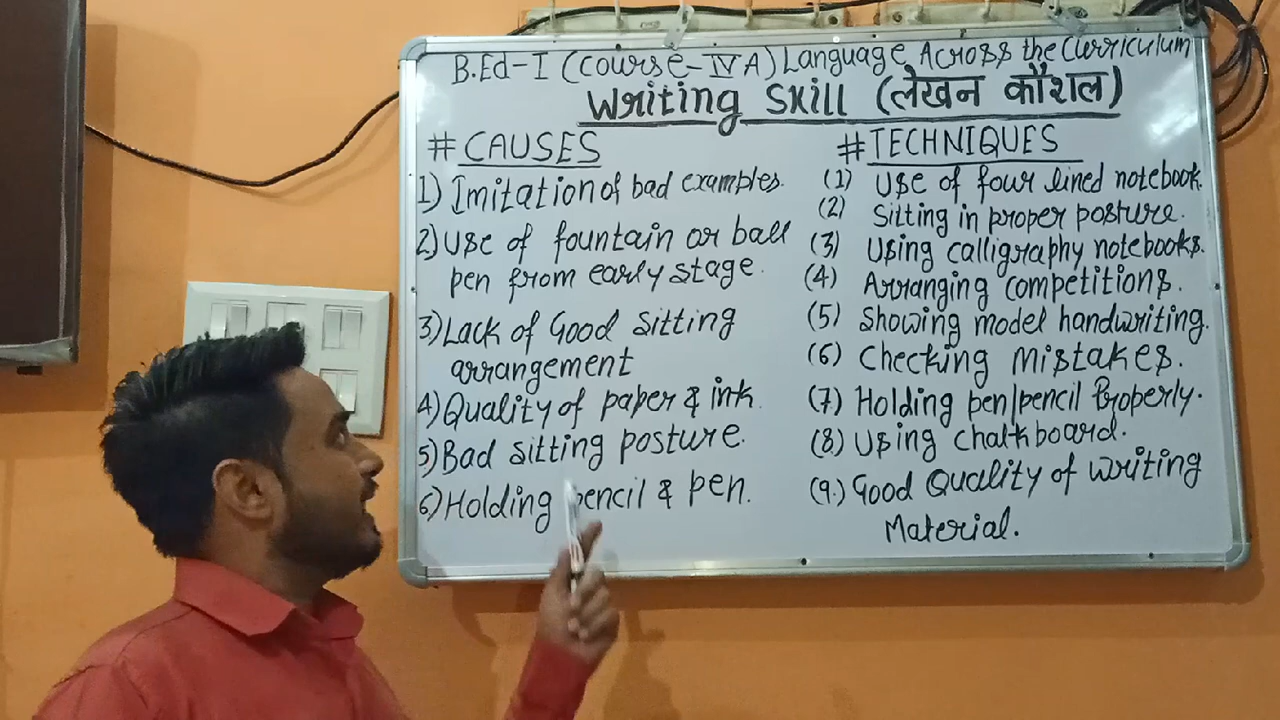 B.Ed-I (Course-IV A) Language Across the Curriculum
Writing Skill (लेखन कौशल)
# CAUSES
1) Imitation of bad examples.
2) Use of fountain or ball
pen from early stage.
3) Lack of Good Sitting
arrangement
4) Quality of paper & ink.
5) Bad sitting posture.
6) Holding pencil & pen.
# TECHNIQUES
(1) Use of four lined notebook.
(2) Sitting in proper posture.
(3) Using calligraphy notebooks.
(4) Arranging competitions.
(5) Showing model handwriting.
(6) Checking Mistakes.
(7) Holding pen/pencil Properly.
(8) Using Chalkboard.
(9.) Good Quality of writing
Material.